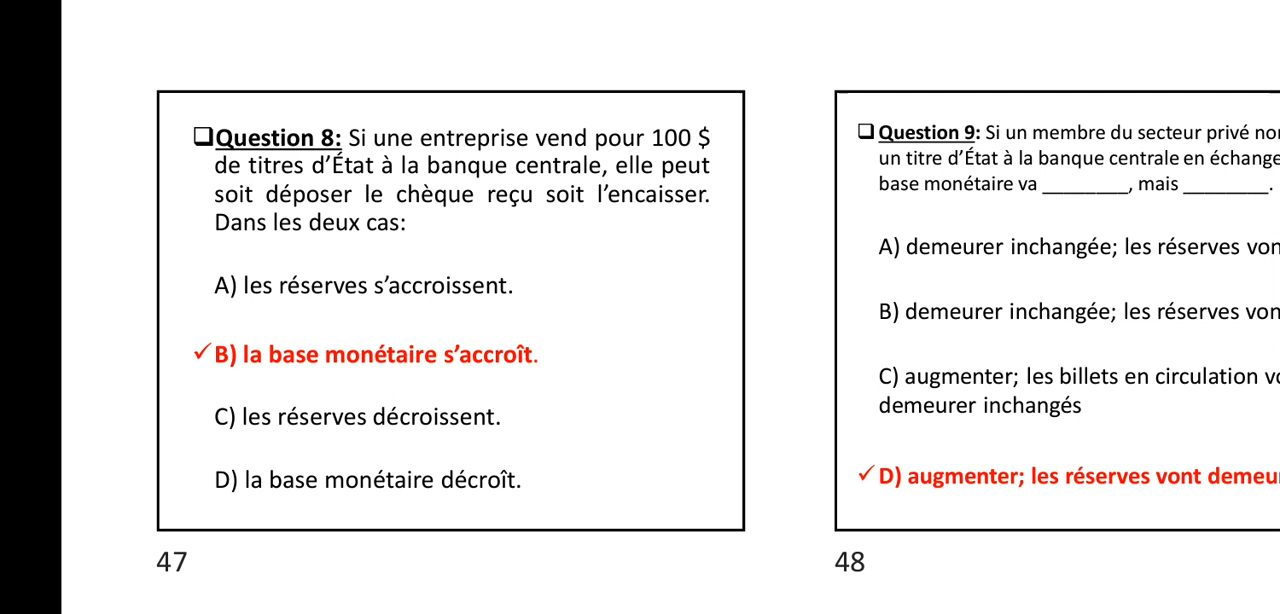 ❑Question 8: Si une entreprise vend pour 100 $
de titres d’État à la banque centrale, elle peut
soit déposer le chèque reçu soit l’encaisser.
Dans les deux cas:
A) les réserves s’accroissent.
✓B) la base monétaire s’accroît.
C) les réserves décroissent.
D) la base monétaire décroît.
47
❑ Question 9: Si un membre du secteur privé
un titre d’État à la banque centrale en échange
base monétaire va ________, mais ________.
A) demeurer inchangée; les réserves
B) demeurer inchangée; les réserves
C) augmenter; les billets en circulation
demeurer inchangés
✓ D) augmenter; les réserves vont
48